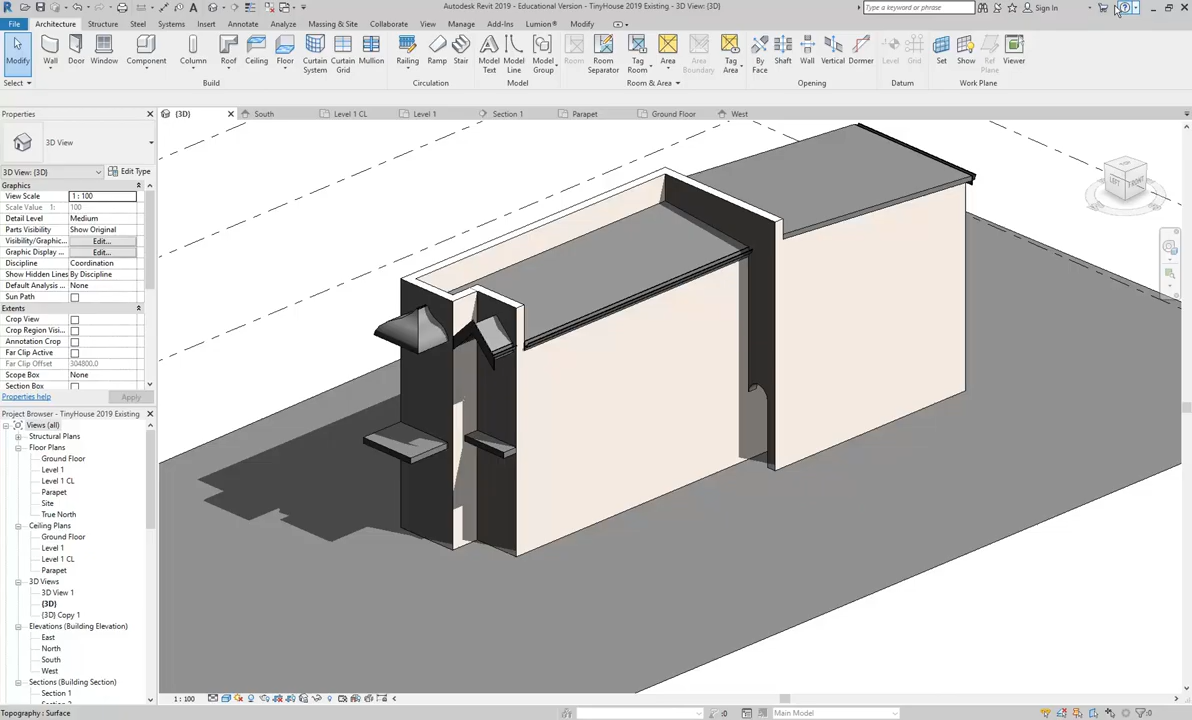 Autodesk Revit 2019 - Educational Version - TinyHouse 2019 Existing - 3D View: {3D}
Type a keyword or phrase
Sign In
File Architecture Structure Steel Systems Insert Annotate Analyze Massing & Site Collaborate View Manage Add-Ins Lumion® Modify
Modify Wall Door Window Component Column Roof Ceiling Floor Curtain System Curtain Grid Mullion Railing Ramp Stair Model Text Model Line Model Group Room Room Separator Tag Room Area Area Boundary Tag Area By Face Shaft Wall Vertical Dormer Level Grid Set Show Ref Plane Viewer
Select Build Circulation Model Room & Area Opening Datum Work Plane
Properties
{3D} South Level 1 CL Level 1 Section 1 Parapet Ground Floor West
3D View
3D View: {3D} Edit Type
Graphics
View Scale 1 : 100
Scale Value 1: 100
Detail Level Medium
Parts Visibility Show Original
Visibility/Graphic... Edit...
Graphic Display ... Edit...
Discipline Coordination
Show Hidden Lines By Discipline
Default Analysis ... None
Sun Path
Extents
Crop View
Crop Region Visi...
Annotation Crop
Far Clip Active
Far Clip Offset 304800.0
Scope Box None
Section Box
Properties help Apply
Project Browser - TinyHouse 2019 Existing
Views (all)
Structural Plans
Floor Plans
Ground Floor
Level 1
Level 1 CL
Parapet
Site
True North
Ceiling Plans
Ground Floor
Level 1
Level 1 CL
Parapet
3D Views
3D View 1
{3D}
{3D} Copy 1
Elevations (Building Elevation)
East
North
South
West
Sections (Building Section)
Section 1
TOP
LEFT FRONT
1 : 100
Topography : Surface
:0
Main Model
:0